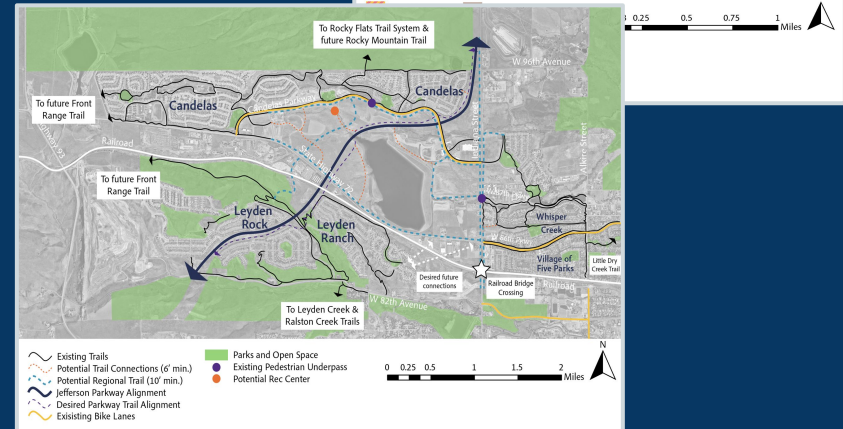 0.25 0.5 0.75 1
Miles
To Rocky Flats Trail System &
future Rocky Mountain Trail
W 96th Avenue
To future Front
Range Trail
Candelas
Candelas Parkway
Candelas
Railroad
To future Front
Range Trail
Leyden
Rock
Leyden
Ranch
Whisper
Creek
W 86th Pkwy
Village of
Five Parks
Little Dry
Creek Trail
Desired future
connections
Railroad Bridge
Crossing
Railroad
To Leyden Creek &
Ralston Creek Trails
W 82th Avenue
Existing Trails
Potential Trail Connections (6' min.)
Potential Regional Trail (10' min.)
Jefferson Parkway Alignment
Desired Parkway Trail Alignment
Exisisting Bike Lanes
Parks and Open Space
Existing Pedestrian Underpass
Potential Rec Center
0 0.25 0.5 1 1.5 2
Miles
N